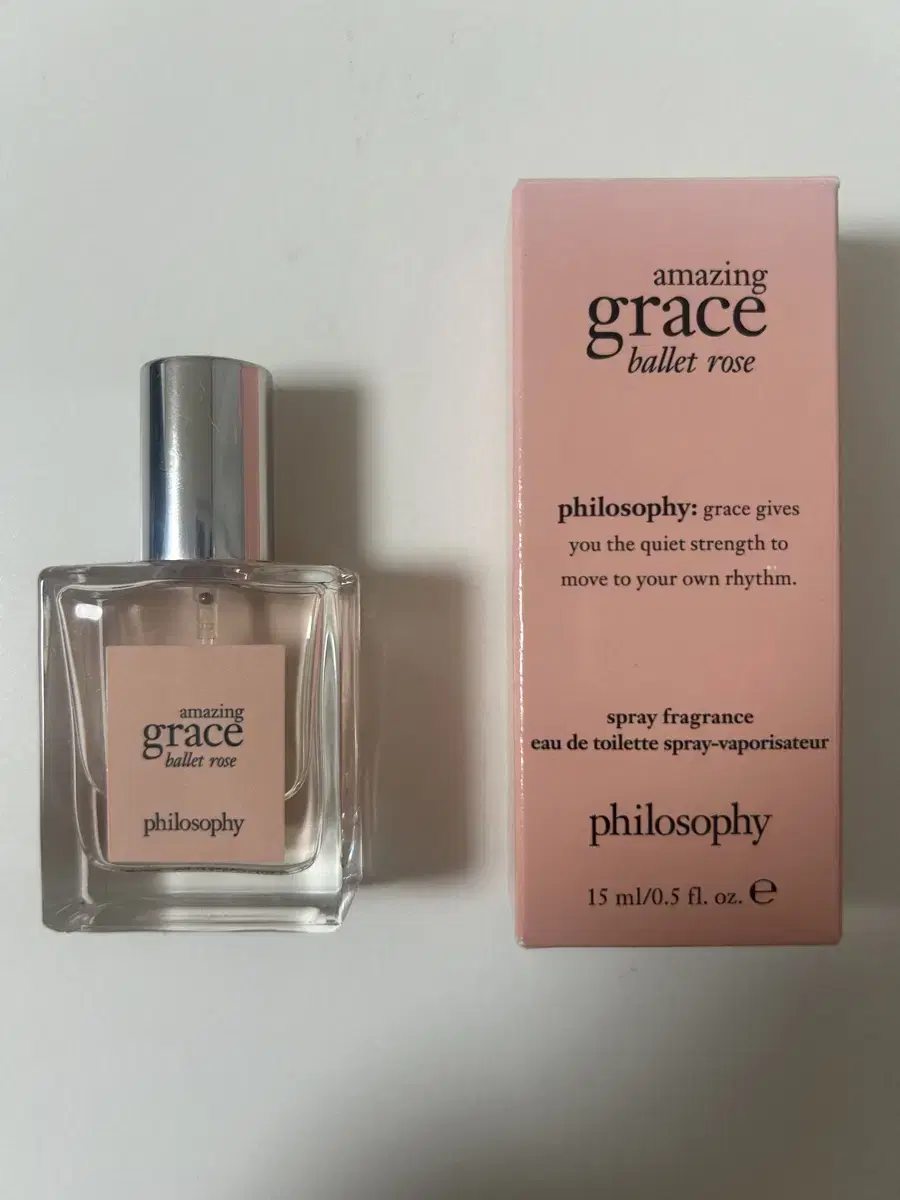 amazing
grace
ballet rose
philosophy
amazing
grace
ballet rose
philosophy: grace gives
you the quiet strength to
move to your own rhythm.
spray fragrance
eau de toilette spray-vaporisateur
philosophy
15 ml/0.5 fl. oz. ℮